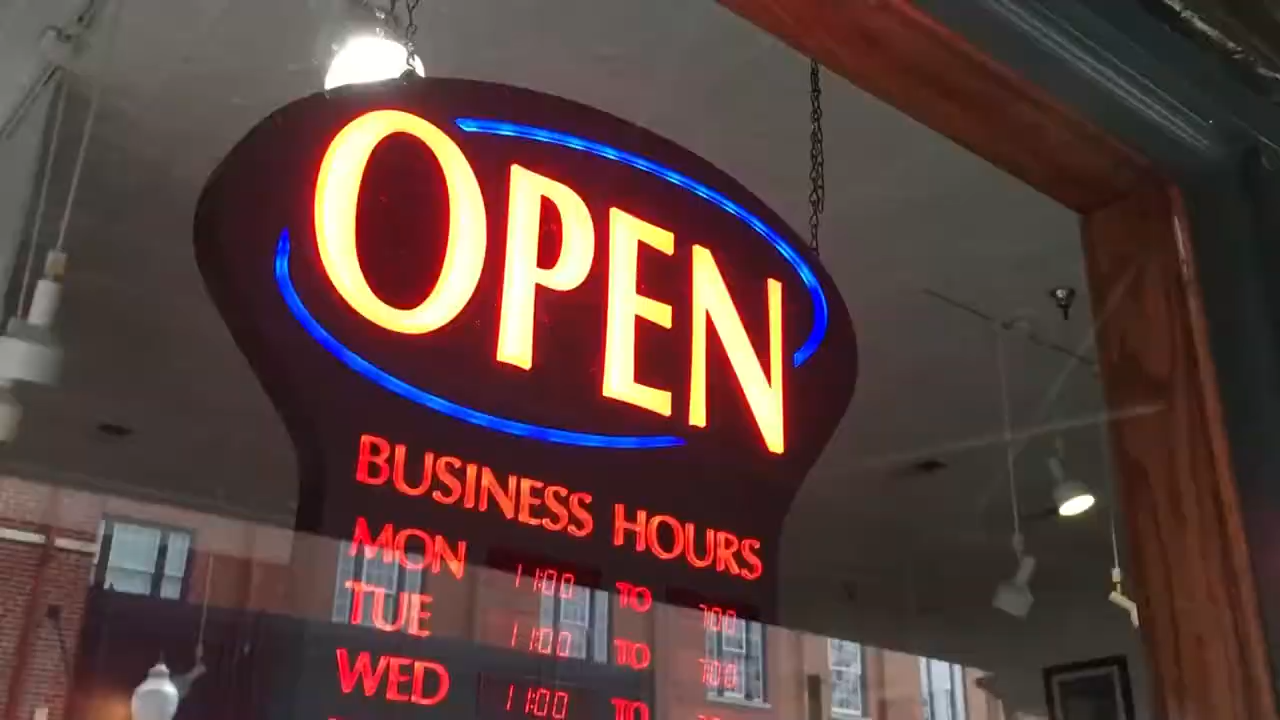 OPEN
BUSINESS HOURS
MON 11:00 TO 7:00
TUE 11:00 TO 7:00
WED 11:00 TO